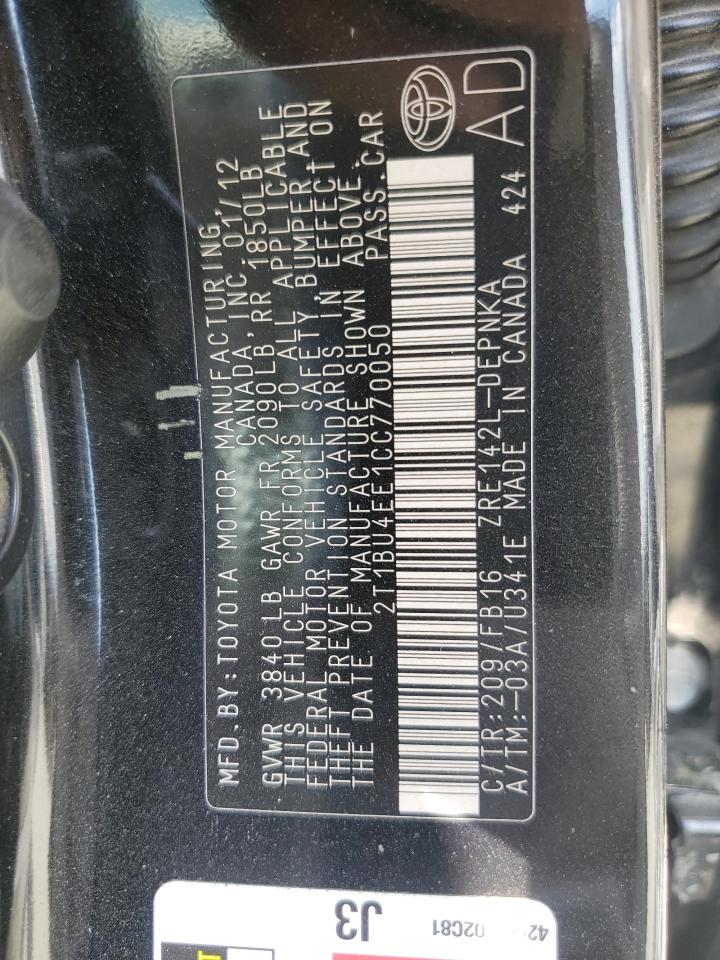 MFD. BY: TOYOTA MOTOR MANUFACTURING,
CANADA, INC 01/12
GVWR 3840 LB GAWR FR 2090LB RR 1850LB
THIS VEHICLE CONFORMS TO ALL APPLICABLE
FEDERAL MOTOR VEHICLE SAFETY, BUMPER AND
THEFT PREVENTION STANDARDS IN EFFECT ON
THE DATE OF MANUFACTURE SHOWN ABOVE.
2T1BU4EE1CC770050 PASS.CAR
C/TR:209/FB16 ZRE142L-DEPNKA
A/TM:-03A/U341E MADE IN CANADA 424
AD
J3
02C81